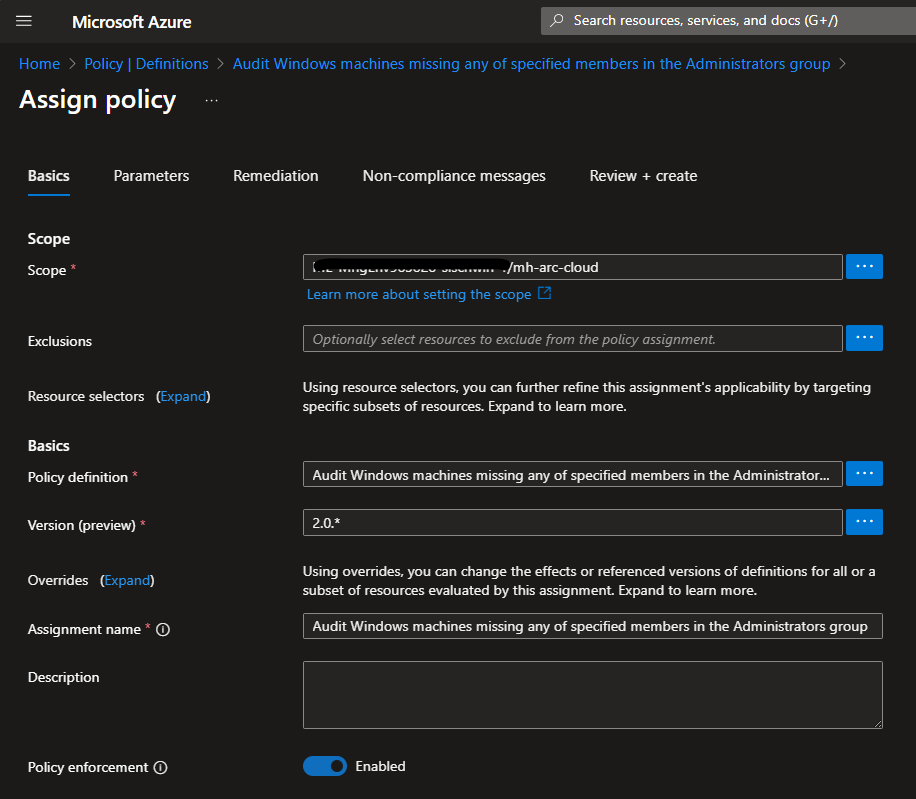 Microsoft Azure
Search resources, services, and docs (G+/)
Home > Policy | Definitions > Audit Windows machines missing any of specified members in the Administrators group >
Assign policy ...
Basics Parameters Remediation Non-compliance messages Review + create
Scope
Scope * /mh-arc-cloud ...
Learn more about setting the scope
Exclusions Optionally select resources to exclude from the policy assignment. ...
Resource selectors (Expand) Using resource selectors, you can further refine this assignment's applicability by targeting
specific subsets of resources. Expand to learn more.
Basics
Policy definition * Audit Windows machines missing any of specified members in the Administrator... ...
Version (preview) * 2.0.* ...
Overrides (Expand) Using overrides, you can change the effects or referenced versions of definitions for all or a
subset of resources evaluated by this assignment. Expand to learn more.
Assignment name * Audit Windows machines missing any of specified members in the Administrators group
Description
Policy enforcement Enabled